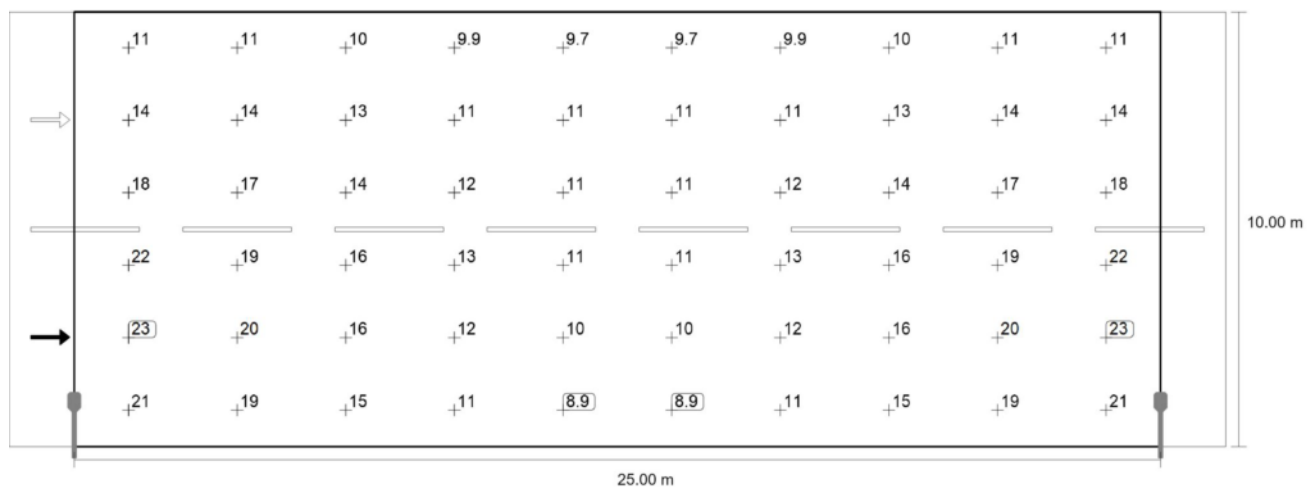 11 11 10 9.9 9.7 9.7 9.9 10 11 11
14 14 13 11 11 11 11 13 14 14
18 17 14 12 11 11 12 14 17 18
10.00 m
22 19 16 13 11 11 13 16 19 22
23 20 16 12 10 10 12 16 20 23
21 19 15 11 8.9 8.9 11 15 19 21
25.00 m